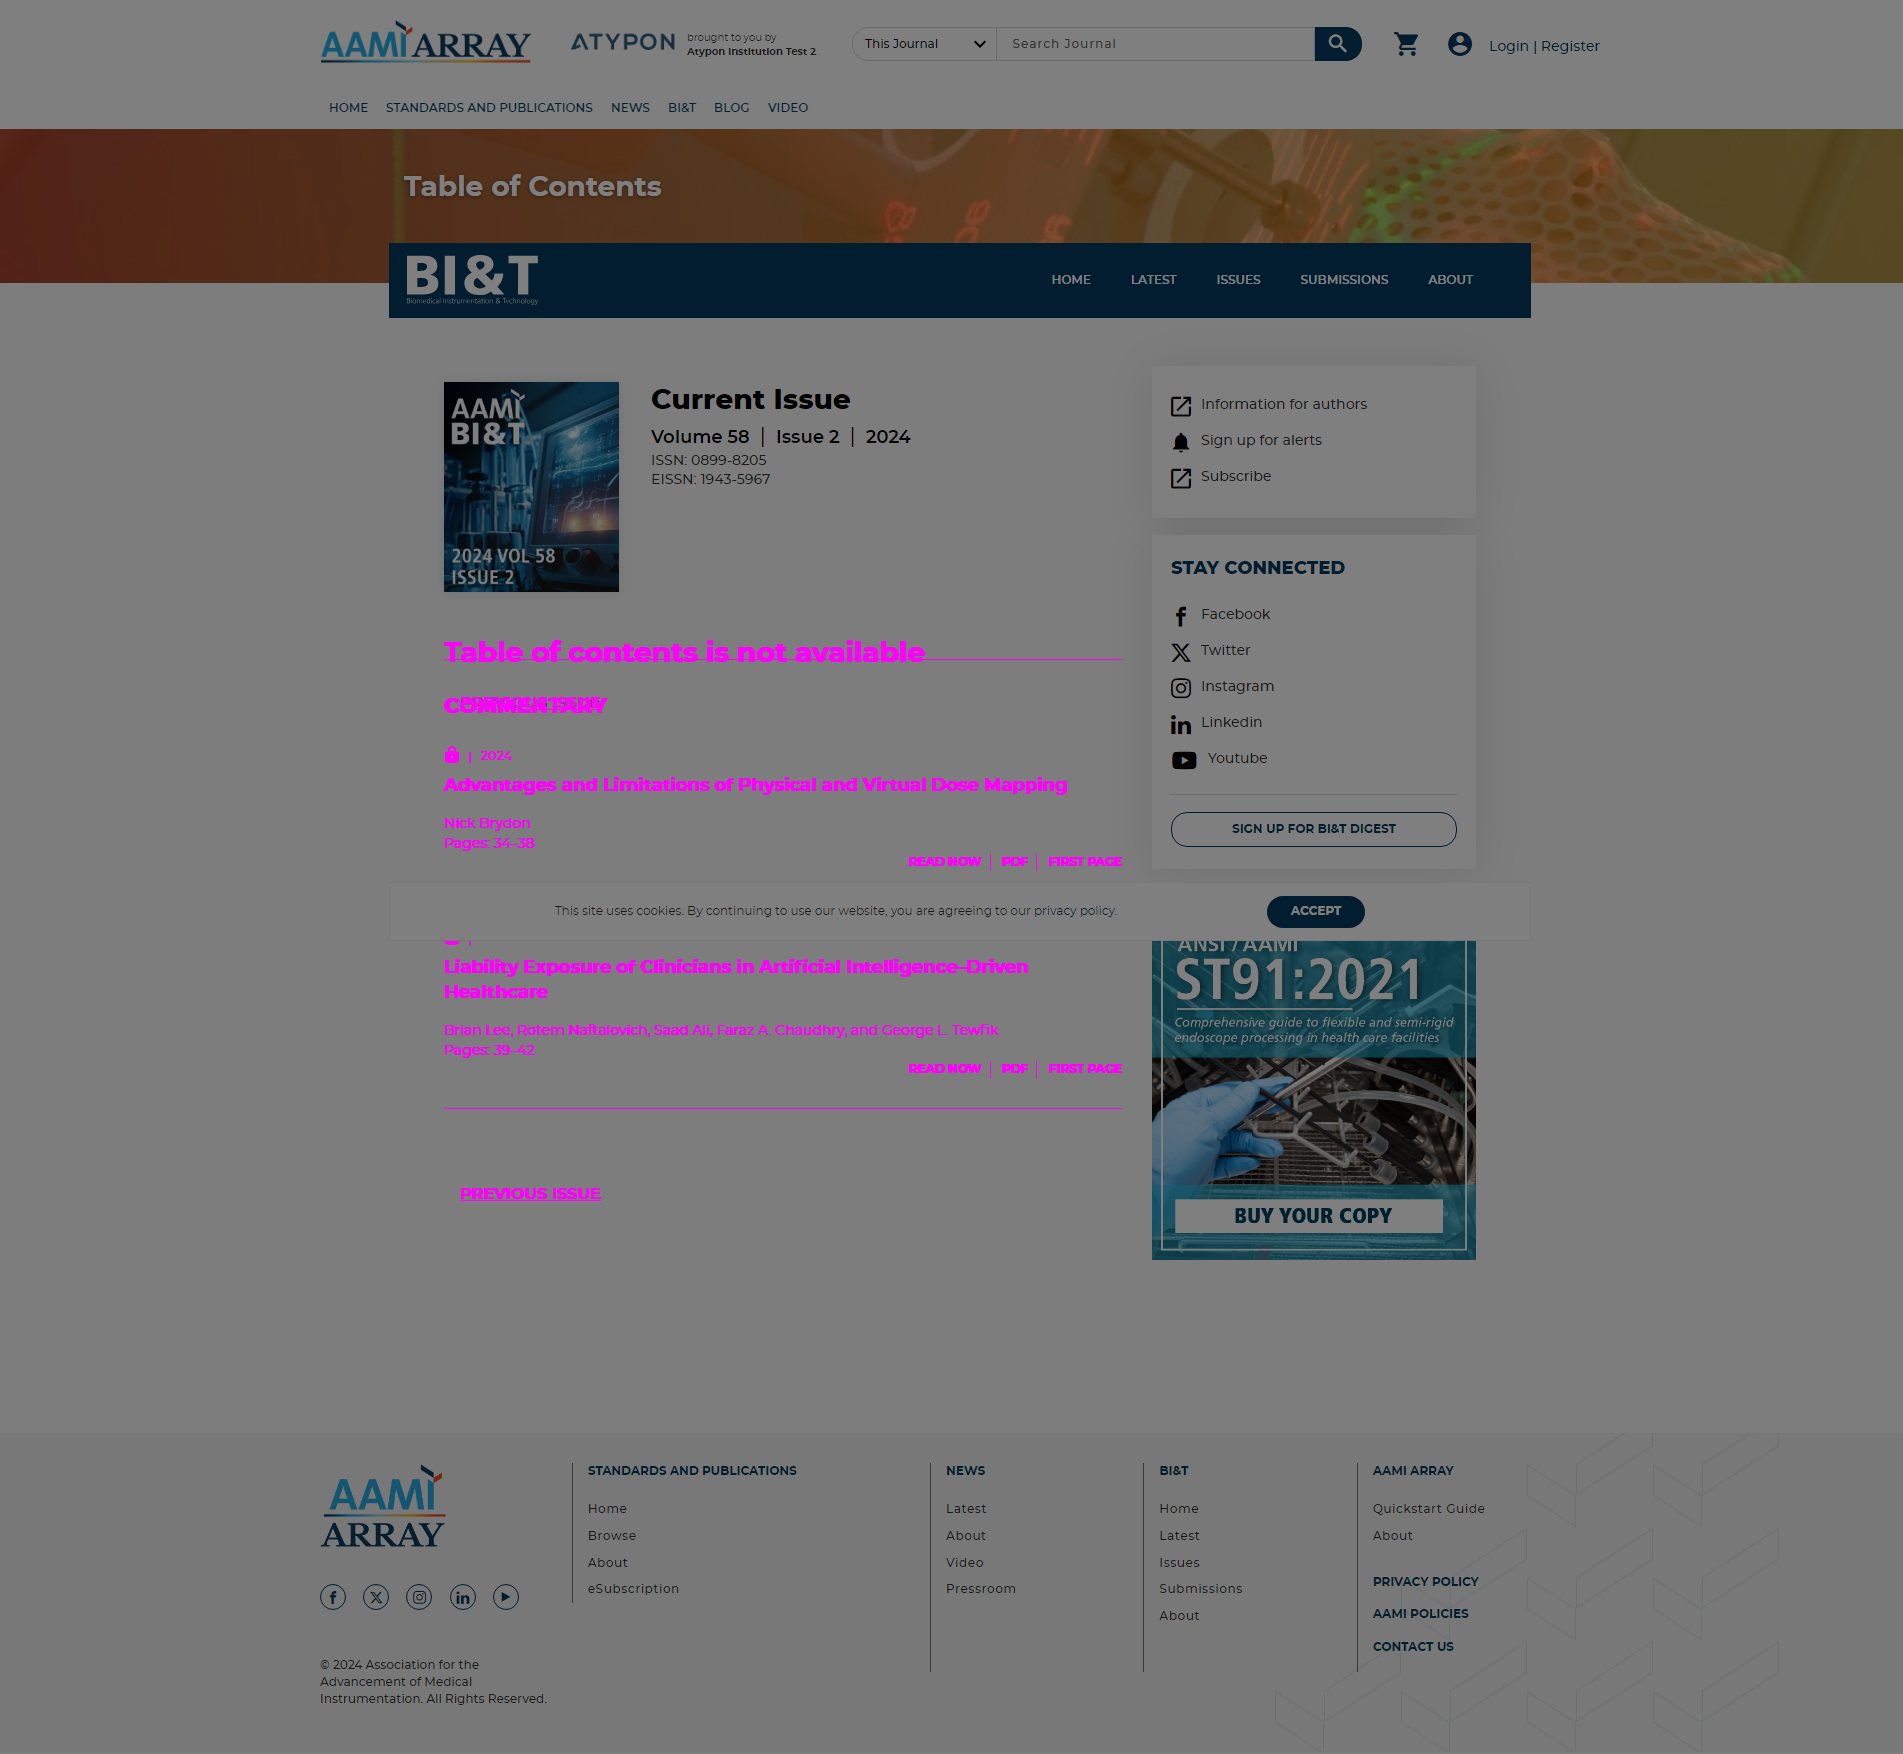 AAMI ARRAY
ATYPON
brought to you by
Atypon Institution Test 2
This Journal
Search Journal
Login | Register
HOME
STANDARDS AND PUBLICATIONS
NEWS
BI&T
BLOG
VIDEO
Table of Contents
BI&T
Biomedical Instrumentation & Technology
HOME
LATEST
ISSUES
SUBMISSIONS
ABOUT
AAMI
BI&T
2024 VOL 58
ISSUE 2
Current Issue
Volume 58 | Issue 2 | 2024
ISSN: 0899-8205
EISSN: 1943-5967
Information for authors
Sign up for alerts
Subscribe
STAY CONNECTED
Facebook
Twitter
Instagram
Linkedin
Youtube
SIGN UP FOR BI&T DIGEST
Table of contents is not available
COMMENTARY
| 2024
Advantages and Limitations of Physical and Virtual Dose Mapping
Nick Brydon
Pages: 34–38
READ NOW | PDF | FIRST PAGE
This site uses cookies. By continuing to use our website, you are agreeing to our privacy policy.
ACCEPT
Liability Exposure of Clinicians in Artificial Intelligence–Driven
Healthcare
Brian Lee, Rotem Naftalovich, Saad Ali, Faraz A. Chaudhry, and George L. Tewfik
Pages: 39–42
READ NOW | PDF | FIRST PAGE
PREVIOUS ISSUE
ANSI / AAMI
ST91:2021
Comprehensive guide to flexible and semi-rigid
endoscope processing in health care facilities
BUY YOUR COPY
AAMI
ARRAY
© 2024 Association for the
Advancement of Medical
Instrumentation. All Rights Reserved.
STANDARDS AND PUBLICATIONS
Home
Browse
About
eSubscription
NEWS
Latest
About
Video
Pressroom
BI&T
Home
Latest
Issues
Submissions
About
AAMI ARRAY
Quickstart Guide
About
PRIVACY POLICY
AAMI POLICIES
CONTACT US